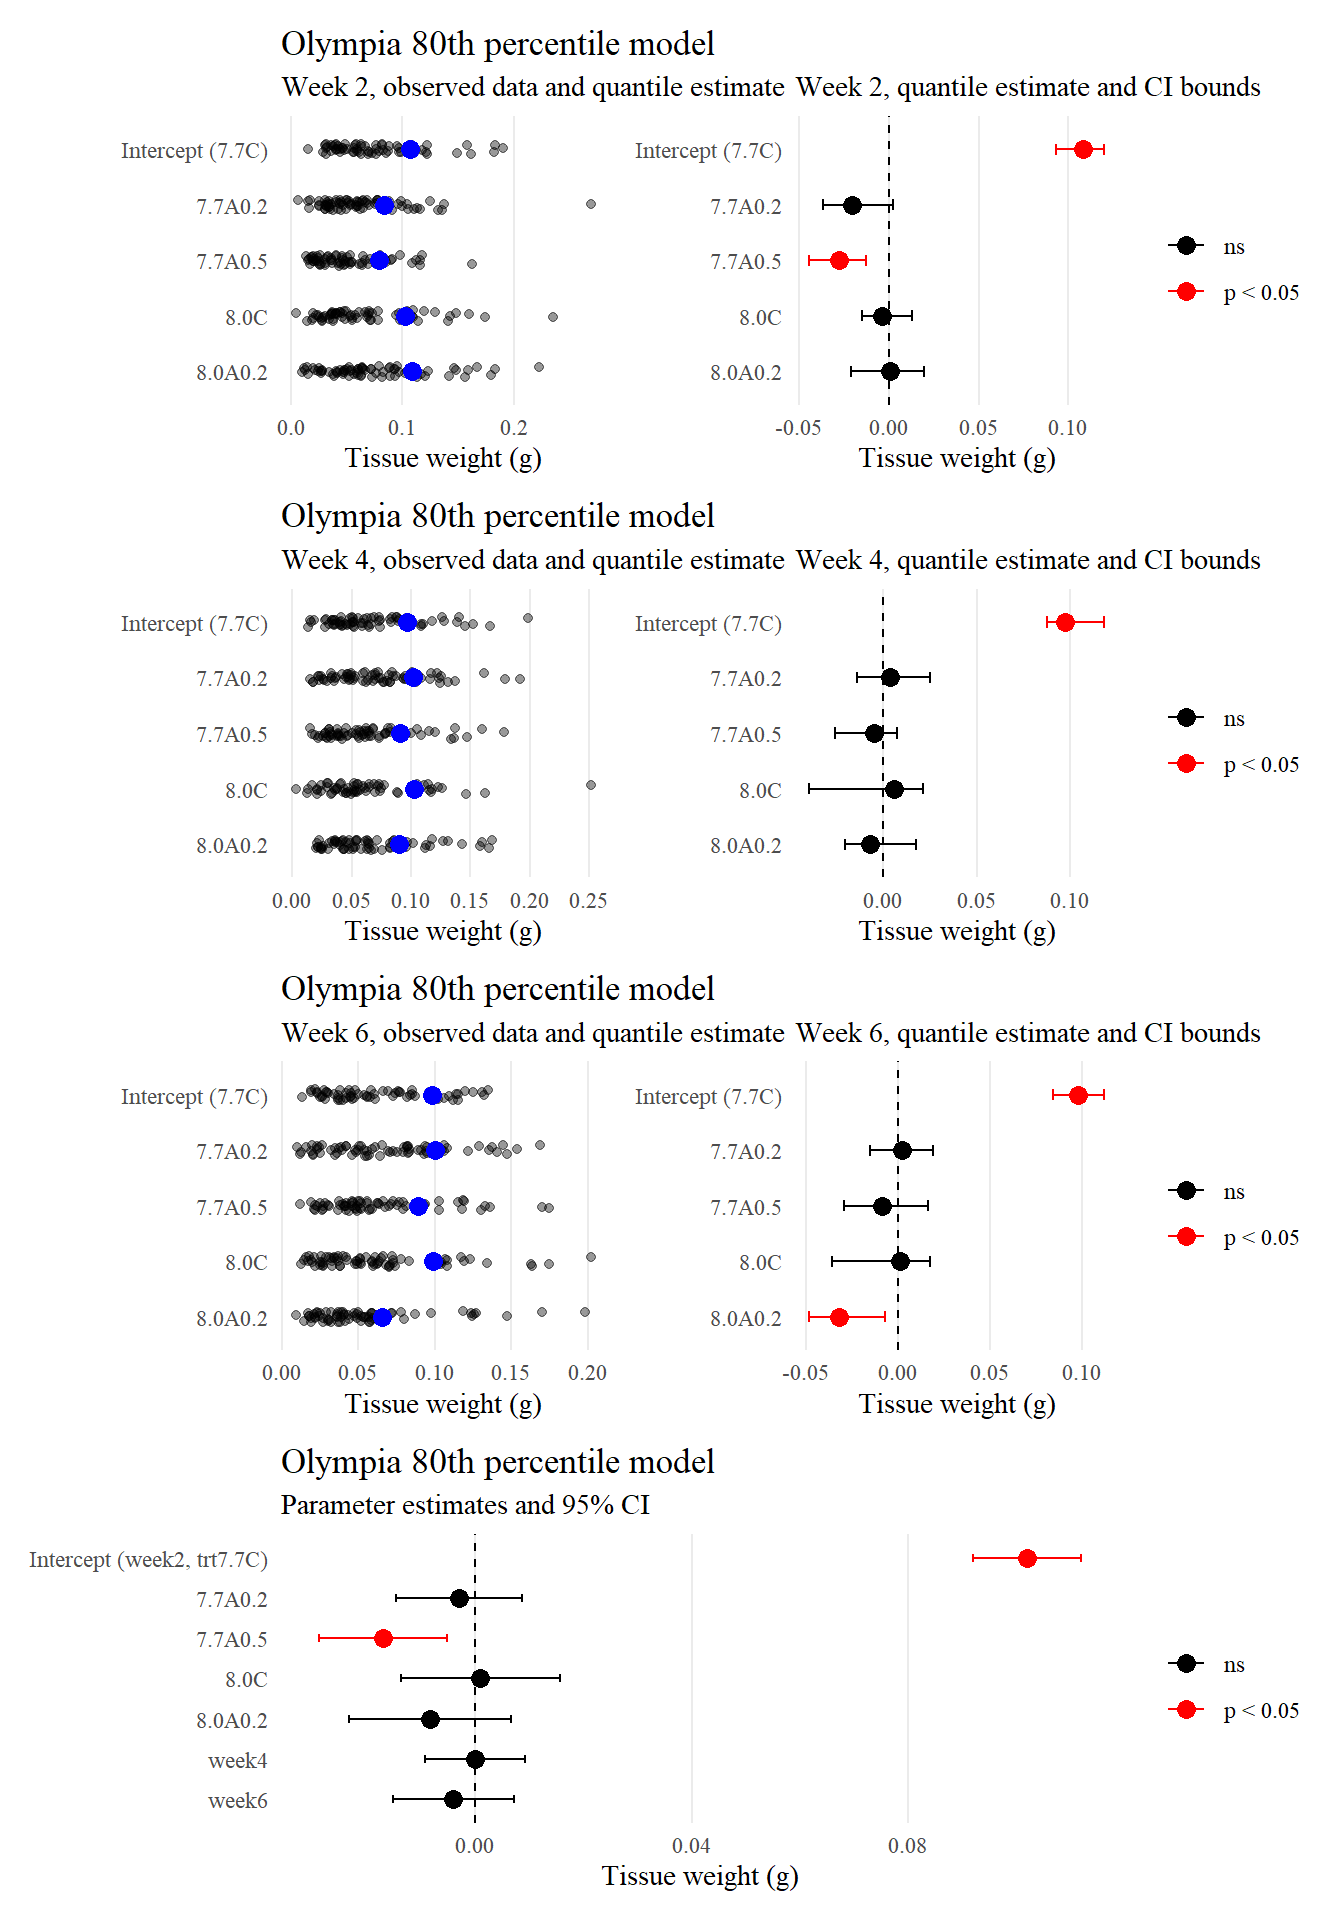 Olympia 80th percentile model
Week 2, observed data and quantile estimate
Intercept (7.7C)
7.7A0.2
7.7A0.5
8.0C
8.0A0.2
0.0 0.1 0.2
Tissue weight (g)
Week 2, quantile estimate and CI bounds
Intercept (7.7C)
7.7A0.2
7.7A0.5
8.0C
8.0A0.2
-0.05 0.00 0.05 0.10
Tissue weight (g)
ns
p < 0.05
Olympia 80th percentile model
Week 4, observed data and quantile estimate
Intercept (7.7C)
7.7A0.2
7.7A0.5
8.0C
8.0A0.2
0.00 0.05 0.10 0.15 0.20 0.25
Tissue weight (g)
Week 4, quantile estimate and CI bounds
Intercept (7.7C)
7.7A0.2
7.7A0.5
8.0C
8.0A0.2
0.00 0.05 0.10
Tissue weight (g)
ns
p < 0.05
Olympia 80th percentile model
Week 6, observed data and quantile estimate
Intercept (7.7C)
7.7A0.2
7.7A0.5
8.0C
8.0A0.2
0.00 0.05 0.10 0.15 0.20
Tissue weight (g)
Week 6, quantile estimate and CI bounds
Intercept (7.7C)
7.7A0.2
7.7A0.5
8.0C
8.0A0.2
-0.05 0.00 0.05 0.10
Tissue weight (g)
ns
p < 0.05
Olympia 80th percentile model
Parameter estimates and 95% CI
Intercept (week2, trt7.7C)
7.7A0.2
7.7A0.5
8.0C
8.0A0.2
week4
week6
0.00 0.04 0.08
Tissue weight (g)
ns
p < 0.05